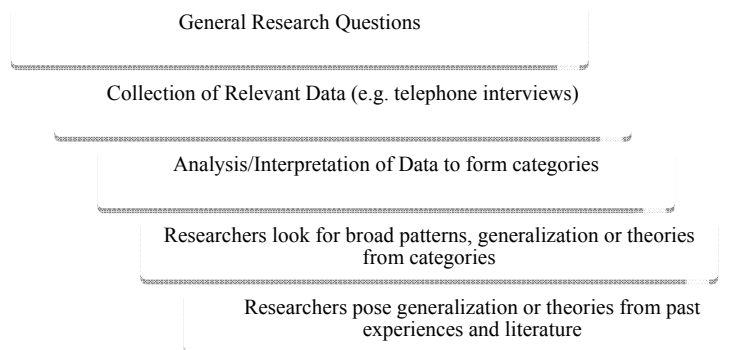 General Research Questions
Collection of Relevant Data (e.g. telephone interviews)
Analysis/Interpretation of Data to form categories
Researchers look for broad patterns, generalization or theories
from categories
Researchers pose generalization or theories from past
experiences and literature